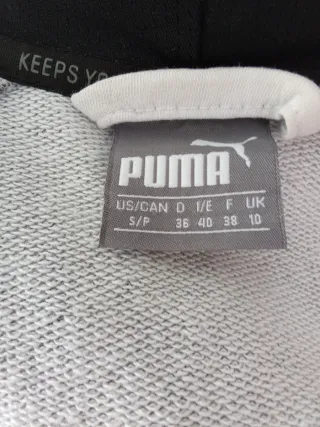 KEEPS
PUMA
US/CAN D I/E F UK
S/P 36 40 38 10